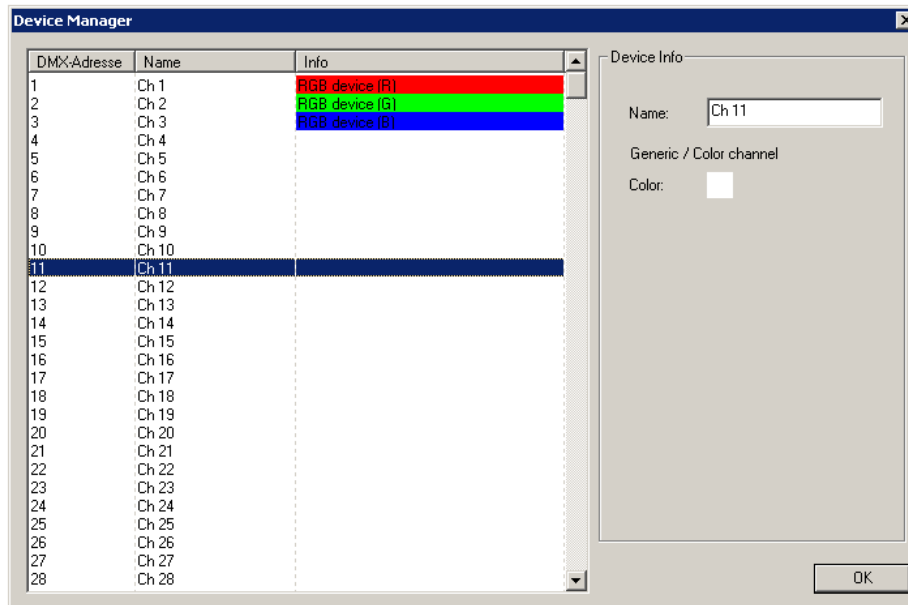 Device Manager
DMX-Adresse Name Info
1 Ch 1 RGB device (R)
2 Ch 2 RGB device (G)
3 Ch 3 RGB device (B)
4 Ch 4
5 Ch 5
6 Ch 6
7 Ch 7
8 Ch 8
9 Ch 9
10 Ch 10
11 Ch 11
12 Ch 12
13 Ch 13
14 Ch 14
15 Ch 15
16 Ch 16
17 Ch 17
18 Ch 18
19 Ch 19
20 Ch 20
21 Ch 21
22 Ch 22
23 Ch 23
24 Ch 24
25 Ch 25
26 Ch 26
27 Ch 27
28 Ch 28
Device Info
Name: Ch 11
Generic / Color channel
Color:
OK